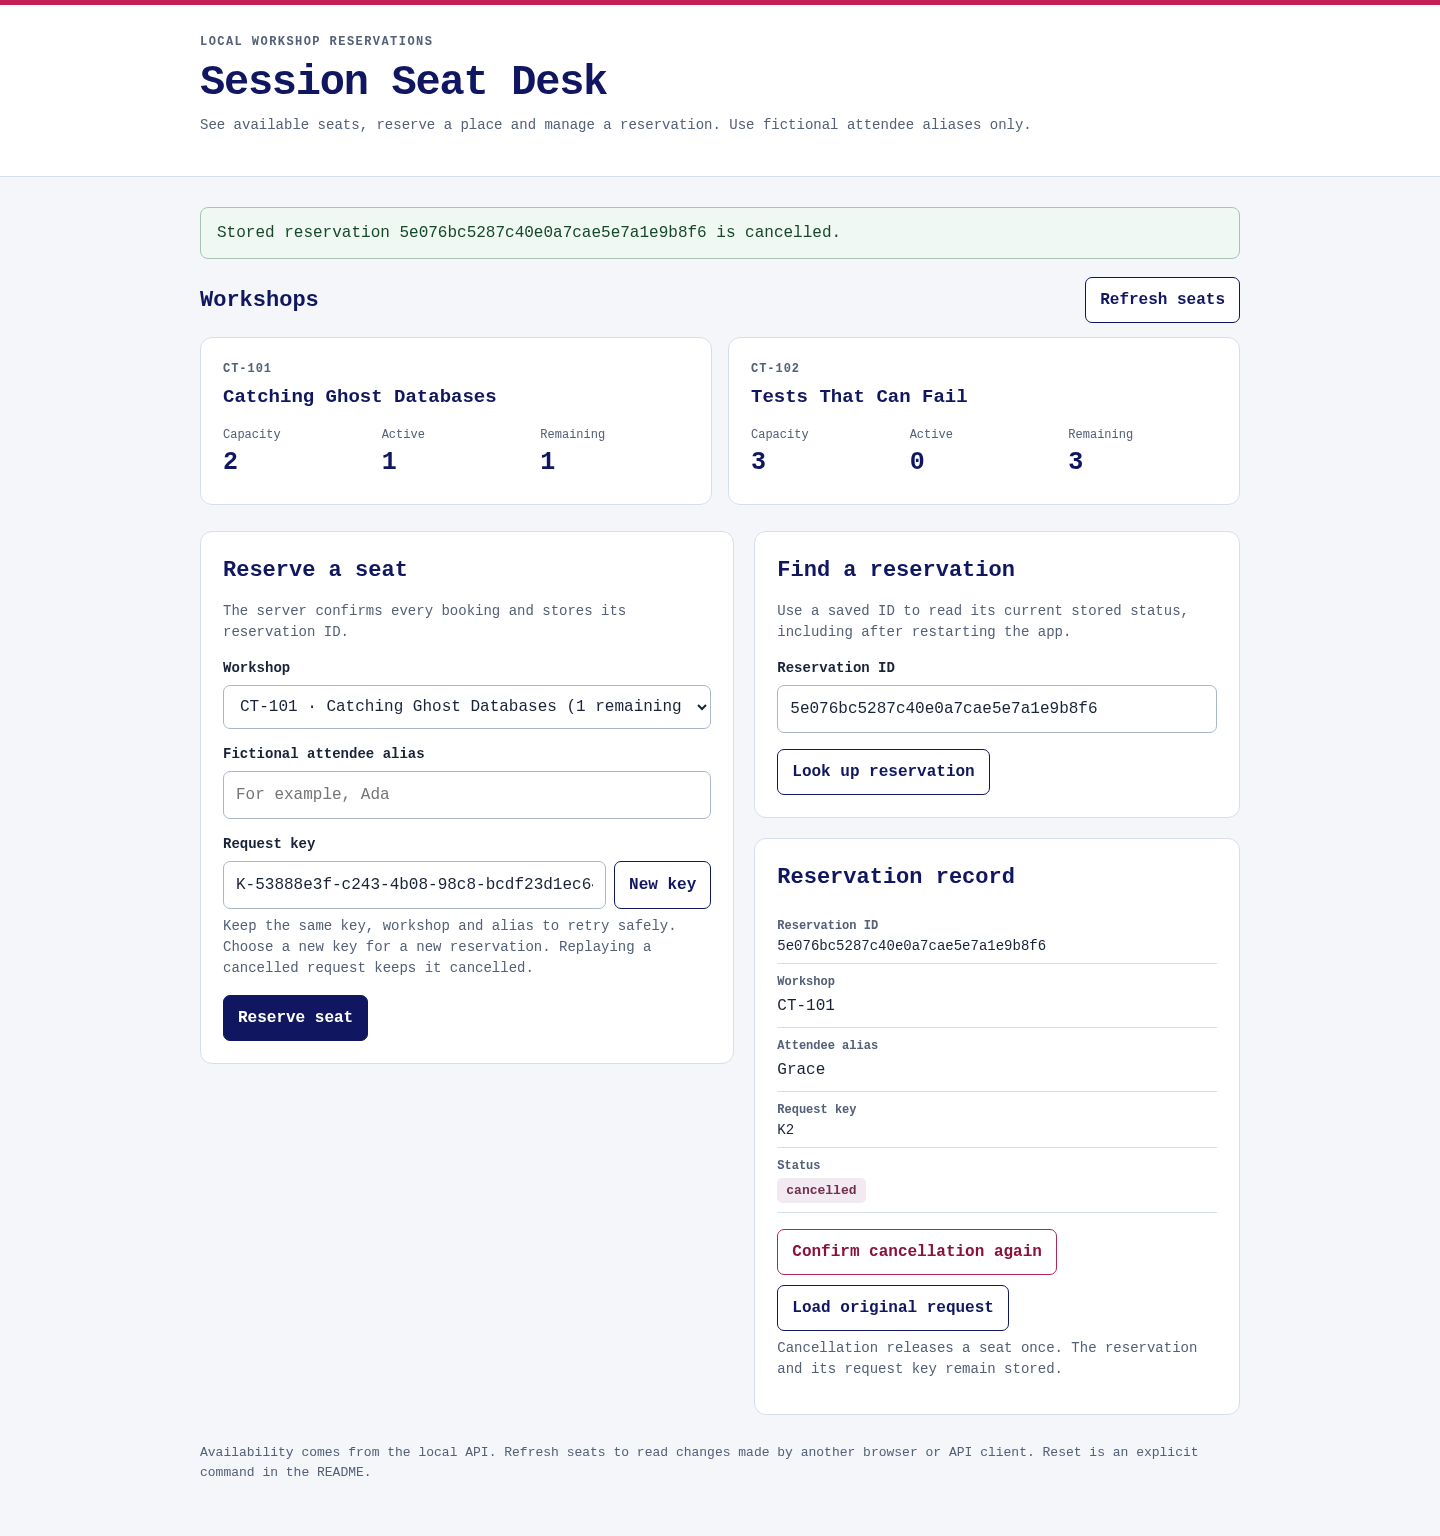 LOCAL WORKSHOP RESERVATIONS
Session Seat Desk
See available seats, reserve a place and manage a reservation. Use fictional attendee aliases only.
Stored reservation 5e076bc5287c40e0a7cae5e7a1e9b8f6 is cancelled.
Workshops
Refresh seats
CT-101
Catching Ghost Databases
Capacity Active Remaining
2 1 1
CT-102
Tests That Can Fail
Capacity Active Remaining
3 0 3
Reserve a seat
The server confirms every booking and stores its
reservation ID.
Workshop
CT-101 · Catching Ghost Databases (1 remaining
Fictional attendee alias
For example, Ada
Request key
K-53888e3f-c243-4b08-98c8-bcdf23d1ec6
New key
Keep the same key, workshop and alias to retry safely.
Choose a new key for a new reservation. Replaying a
cancelled request keeps it cancelled.
Reserve seat
Find a reservation
Use a saved ID to read its current stored status,
including after restarting the app.
Reservation ID
5e076bc5287c40e0a7cae5e7a1e9b8f6
Look up reservation
Reservation record
Reservation ID
5e076bc5287c40e0a7cae5e7a1e9b8f6
Workshop
CT-101
Attendee alias
Grace
Request key
K2
Status
cancelled
Confirm cancellation again
Load original request
Cancellation releases a seat once. The reservation
and its request key remain stored.
Availability comes from the local API. Refresh seats to read changes made by another browser or API client. Reset is an explicit
command in the README.